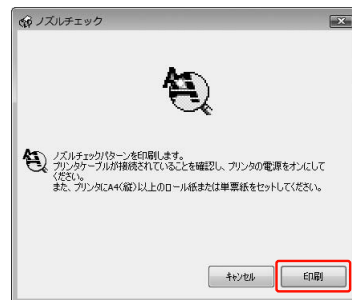 ノズルチェック
ノズルチェックパターンを印刷します。
プリンタケーブルが接続されていることを確認し、プリンタの電源をオンにして
ください。
また、プリンタにA4(縦)以上のロール紙または単票紙をセットしてください。
キャンセル
印刷